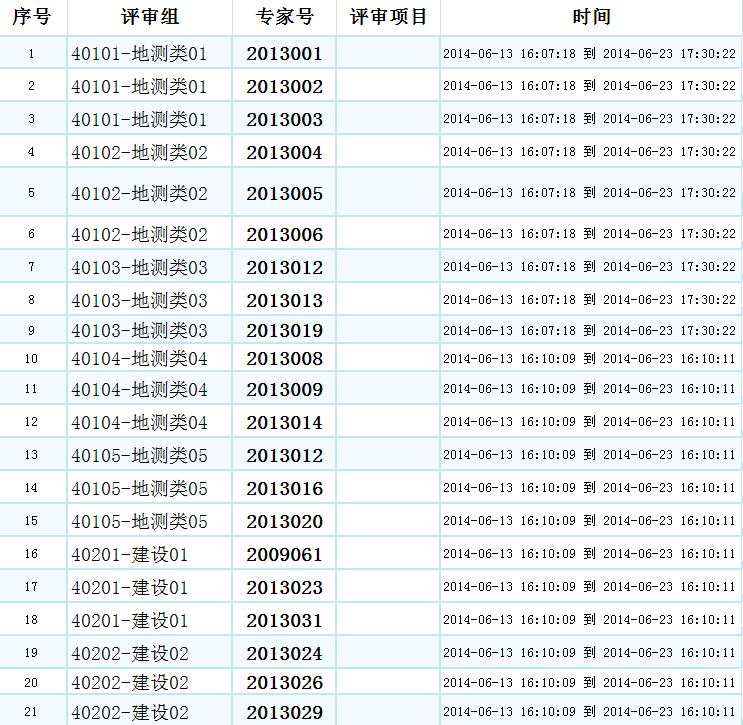 序号 评审组 专家号 评审项目 时间
1 40101-地测类01 2013001 2014-06-13 16:07:18 到 2014-06-23 17:30:22
2 40101-地测类01 2013002 2014-06-13 16:07:18 到 2014-06-23 17:30:22
3 40101-地测类01 2013003 2014-06-13 16:07:18 到 2014-06-23 17:30:22
4 40102-地测类02 2013004 2014-06-13 16:07:18 到 2014-06-23 17:30:22
5 40102-地测类02 2013005 2014-06-13 16:07:18 到 2014-06-23 17:30:22
6 40102-地测类02 2013006 2014-06-13 16:07:18 到 2014-06-23 17:30:22
7 40103-地测类03 2013012 2014-06-13 16:07:18 到 2014-06-23 17:30:22
8 40103-地测类03 2013013 2014-06-13 16:07:18 到 2014-06-23 17:30:22
9 40103-地测类03 2013019 2014-06-13 16:07:18 到 2014-06-23 17:30:22
10 40104-地测类04 2013008 2014-06-13 16:10:09 到 2014-06-23 16:10:11
11 40104-地测类04 2013009 2014-06-13 16:10:09 到 2014-06-23 16:10:11
12 40104-地测类04 2013014 2014-06-13 16:10:09 到 2014-06-23 16:10:11
13 40105-地测类05 2013012 2014-06-13 16:10:09 到 2014-06-23 16:10:11
14 40105-地测类05 2013016 2014-06-13 16:10:09 到 2014-06-23 16:10:11
15 40105-地测类05 2013020 2014-06-13 16:10:09 到 2014-06-23 16:10:11
16 40201-建设01 2009061 2014-06-13 16:10:09 到 2014-06-23 16:10:11
17 40201-建设01 2013023 2014-06-13 16:10:09 到 2014-06-23 16:10:11
18 40201-建设01 2013031 2014-06-13 16:10:09 到 2014-06-23 16:10:11
19 40202-建设02 2013024 2014-06-13 16:10:09 到 2014-06-23 16:10:11
20 40202-建设02 2013026 2014-06-13 16:10:09 到 2014-06-23 16:10:11
21 40202-建设02 2013029 2014-06-13 16:10:09 到 2014-06-23 16:10:11